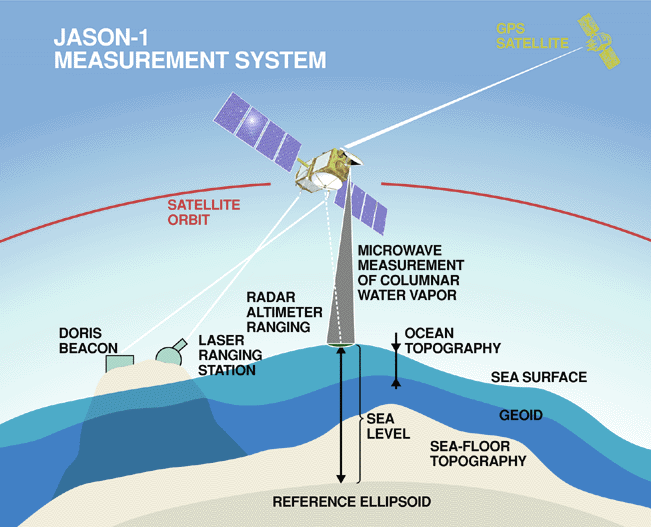 JASON-1
MEASUREMENT SYSTEM
GPS
SATELLITE
SATELLITE
ORBIT
MICROWAVE
MEASUREMENT
OF COLUMNAR
WATER VAPOR
RADAR
ALTIMETER
RANGING
DORIS
BEACON
LASER
RANGING
STATION
OCEAN
TOPOGRAPHY
SEA SURFACE
GEOID
SEA
LEVEL
SEA-FLOOR
TOPOGRAPHY
REFERENCE ELLIPSOID